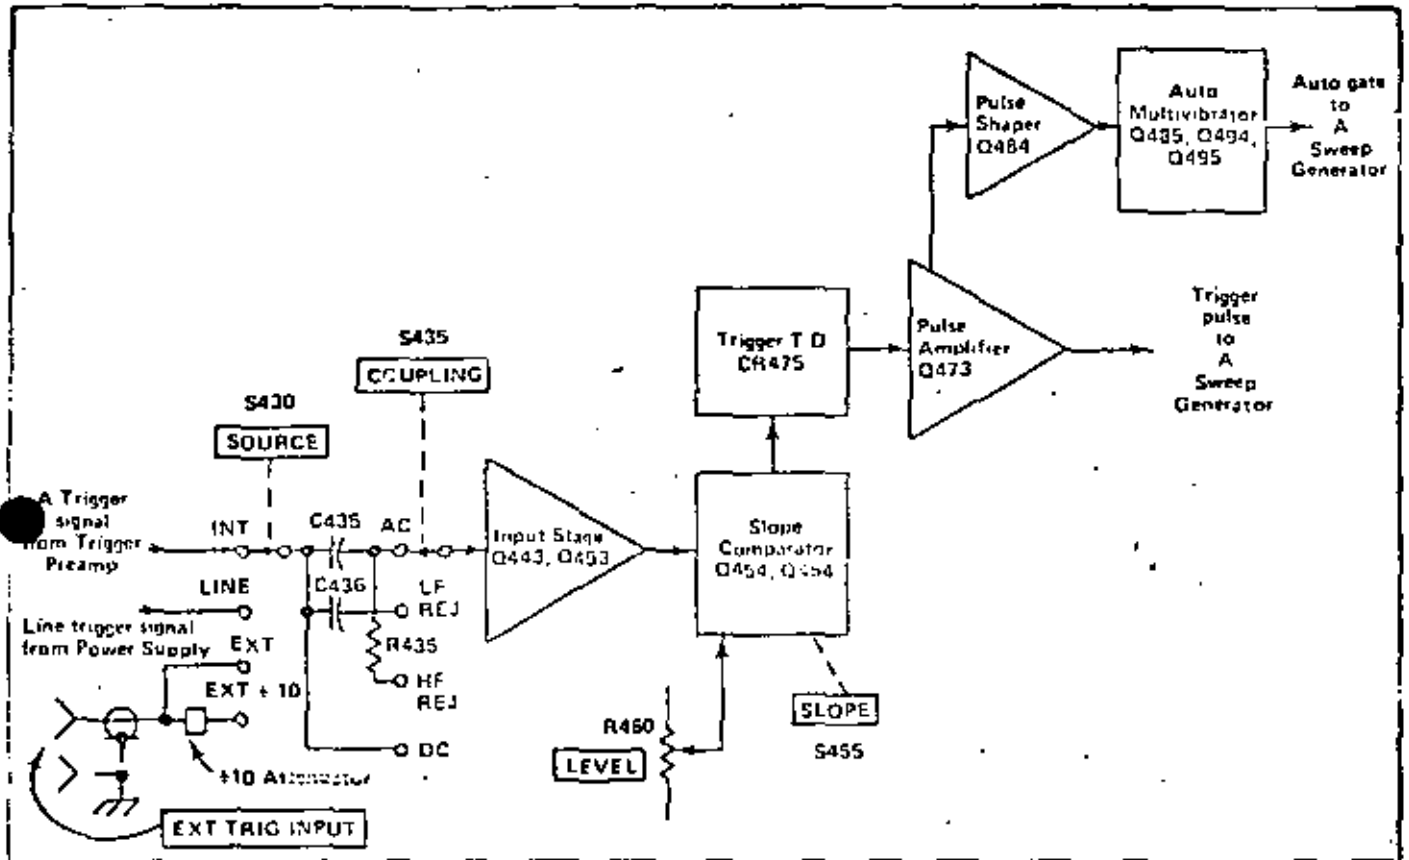 Pulse
Shaper
Q484
Auto
Multivibrator
Q485, Q494,
Q495
Auto gate
to
A
Sweep
Generator
Trigger T D
CR475
Pulse
Amplifier
Q473
Trigger
pulse
to
A
Sweep
Generator
S435
COUPLING
S430
SOURCE
A Trigger
signal
from Trigger
Preamp
INT
C435
AC
Input Stage
Q443, Q453
Slope
Comparator
Q454, Q454
LINE
C436
LF
REJ
Line trigger signal
from Power Supply
EXT
R435
EXT ÷ 10
HF
REJ
DC
÷10 Attenuator
R460
LEVEL
SLOPE
S455
EXT TRIG INPUT